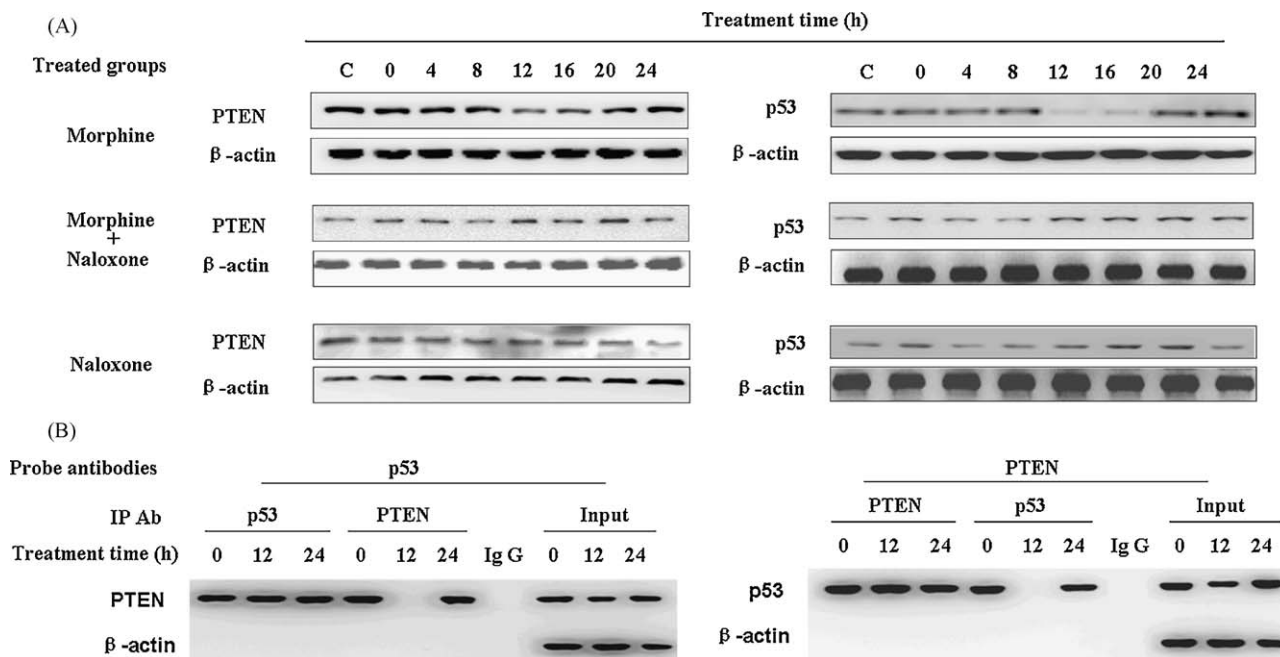 (A)
Treatment time (h)
Treated groups
C 0 4 8 12 16 20 24
C 0 4 8 12 16 20 24
Morphine
PTEN
β-actin
p53
β-actin
Morphine
+
Naloxone
PTEN
β-actin
p53
β-actin
Naloxone
PTEN
β-actin
p53
β-actin
(B)
Probe antibodies
p53
PTEN
IP Ab
p53 PTEN Input
PTEN p53 Input
Treatment time (h)
0 12 24 0 12 24 Ig G 0 12 24
0 12 24 0 12 24 Ig G 0 12 24
PTEN
β-actin
p53
β-actin